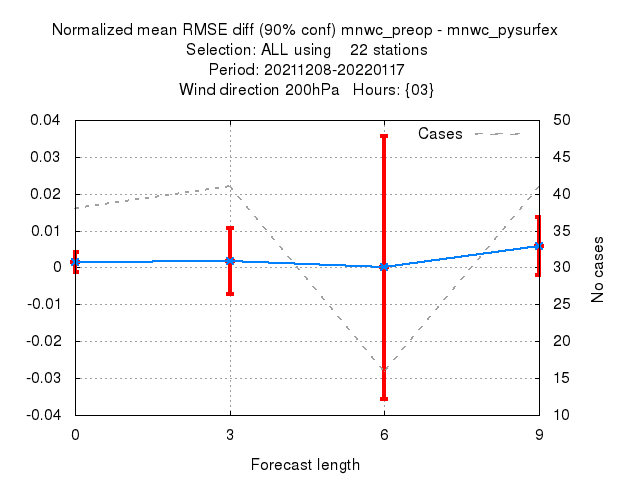 Normalized mean RMSE diff (90% conf) mnwc_preop - mnwc_pysurfex
Selection: ALL using    22 stations
Period: 20211208-20220117
Wind direction 200hPa   Hours: {03}
Cases
0.04
0.03
0.02
0.01
0
-0.01
-0.02
-0.03
-0.04
50
45
40
35
30
25
20
15
10
No cases
0 3 6 9
Forecast length